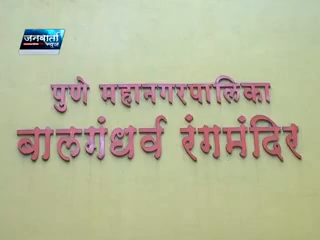 जनवार्ता
न्यूज
पुणे महानगरपालिका
बालगंधर्व रंगमंदिर